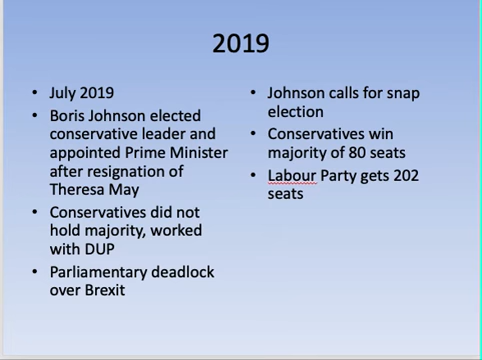 2019
• July 2019
• Boris Johnson elected
conservative leader and
appointed Prime Minister
after resignation of
Theresa May
• Conservatives did not
hold majority, worked
with DUP
• Parliamentary deadlock
over Brexit
• Johnson calls for snap
election
• Conservatives win
majority of 80 seats
• Labour Party gets 202
seats